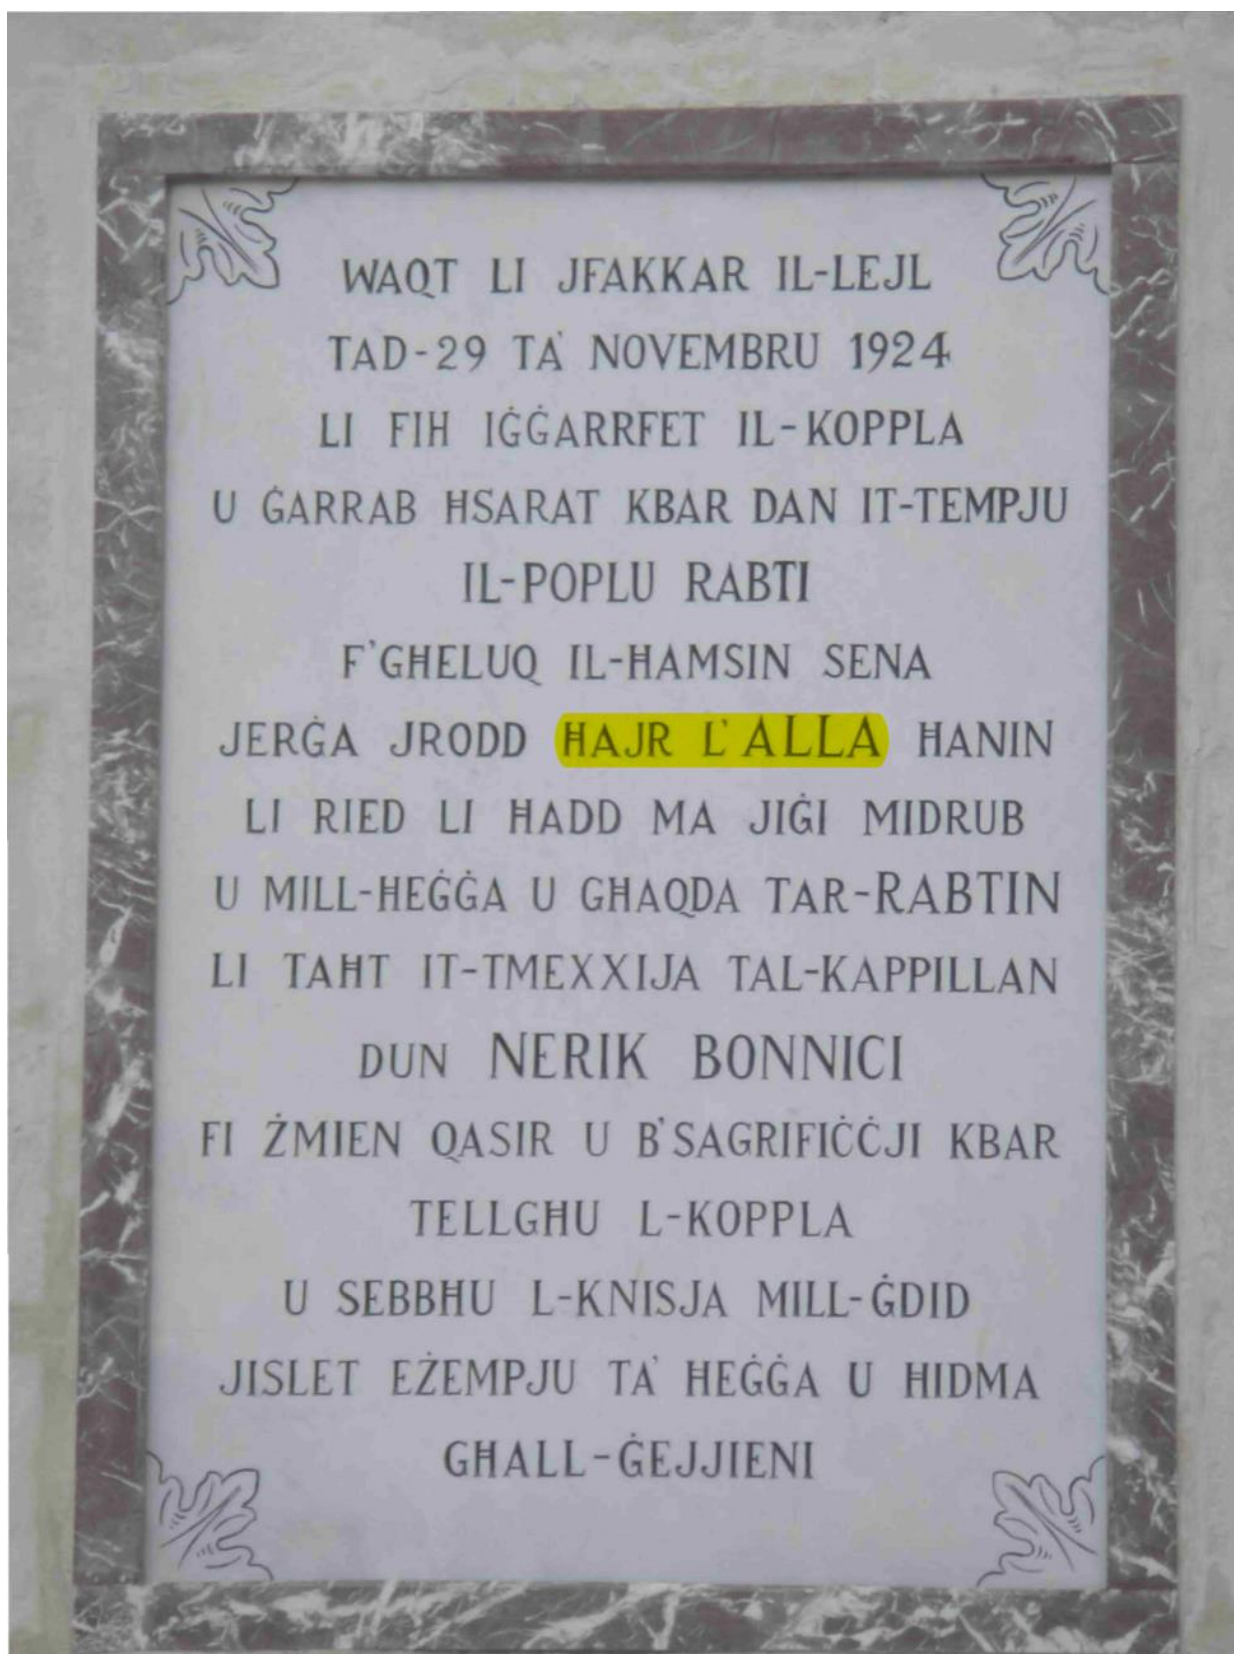 WAQT LI JFAKKAR IL-LEJL
TAD-29 TA' NOVEMBRU 1924
LI FIH IĠĠARRFET IL-KOPPLA
U ĠARRAB ĦSARAT KBAR DAN IT-TEMPJU
IL-POPLU RABTI
F'GĦELUQ IL-ĦAMSIN SENA
JERĠA JRODD ĦAJR L'ALLA ĦANIN
LI RIED LI ĦADD MA JIĠI MIDRUB
U MILL-ĦEĠĠA U GĦAQDA TAR-RABTIN
LI TAĦT IT-TMEXXIJA TAL-KAPPILLAN
DUN NERIK BONNICI
FI ŻMIEN QASIR U B'SAGRIFIĊĊJI KBAR
TELLGĦU L-KOPPLA
U SEBBĦU L-KNISJA MILL-ĠDID
JISLET EŻEMPJU TA' ĦEĠĠA U ĦIDMA
GĦALL-ĠEJJIENI